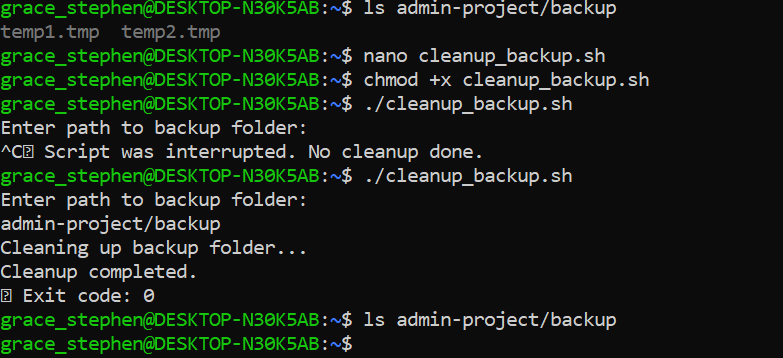 grace_stephen@DESKTOP-N30K5AB:~$ ls admin-project/backup
temp1.tmp  temp2.tmp
grace_stephen@DESKTOP-N30K5AB:~$ nano cleanup_backup.sh
grace_stephen@DESKTOP-N30K5AB:~$ chmod +x cleanup_backup.sh
grace_stephen@DESKTOP-N30K5AB:~$ ./cleanup_backup.sh
Enter path to backup folder:
^C⍰ Script was interrupted. No cleanup done.
grace_stephen@DESKTOP-N30K5AB:~$ ./cleanup_backup.sh
Enter path to backup folder:
admin-project/backup
Cleaning up backup folder...
Cleanup completed.
⍰ Exit code: 0
grace_stephen@DESKTOP-N30K5AB:~$ ls admin-project/backup
grace_stephen@DESKTOP-N30K5AB:~$